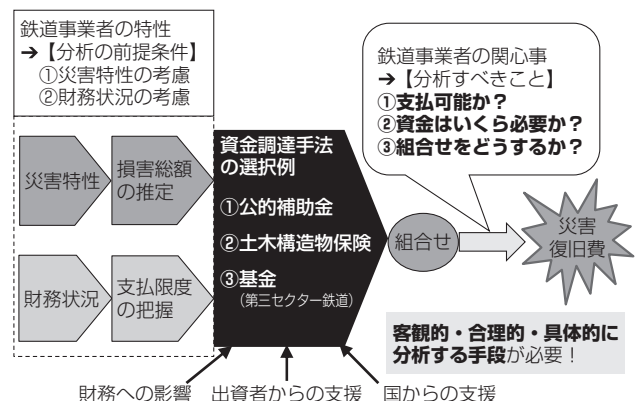 鉄道事業者の特性
➔【分析の前提条件】
①災害特性の考慮
②財務状況の考慮
鉄道事業者の関心事
➔【分析すべきこと】
①支払可能か？
②資金はいくら必要か？
③組合せをどうするか？
災害特性
損害総額
の推定
財務状況
支払限度
の把握
資金調達手法
の選択例
①公的補助金
②土木構造物保険
③基金
（第三セクター鉄道）
組合せ
災害
復旧費
客観的・合理的・具体的に
分析する手段が必要！
財務への影響 出資者からの支援 国からの支援